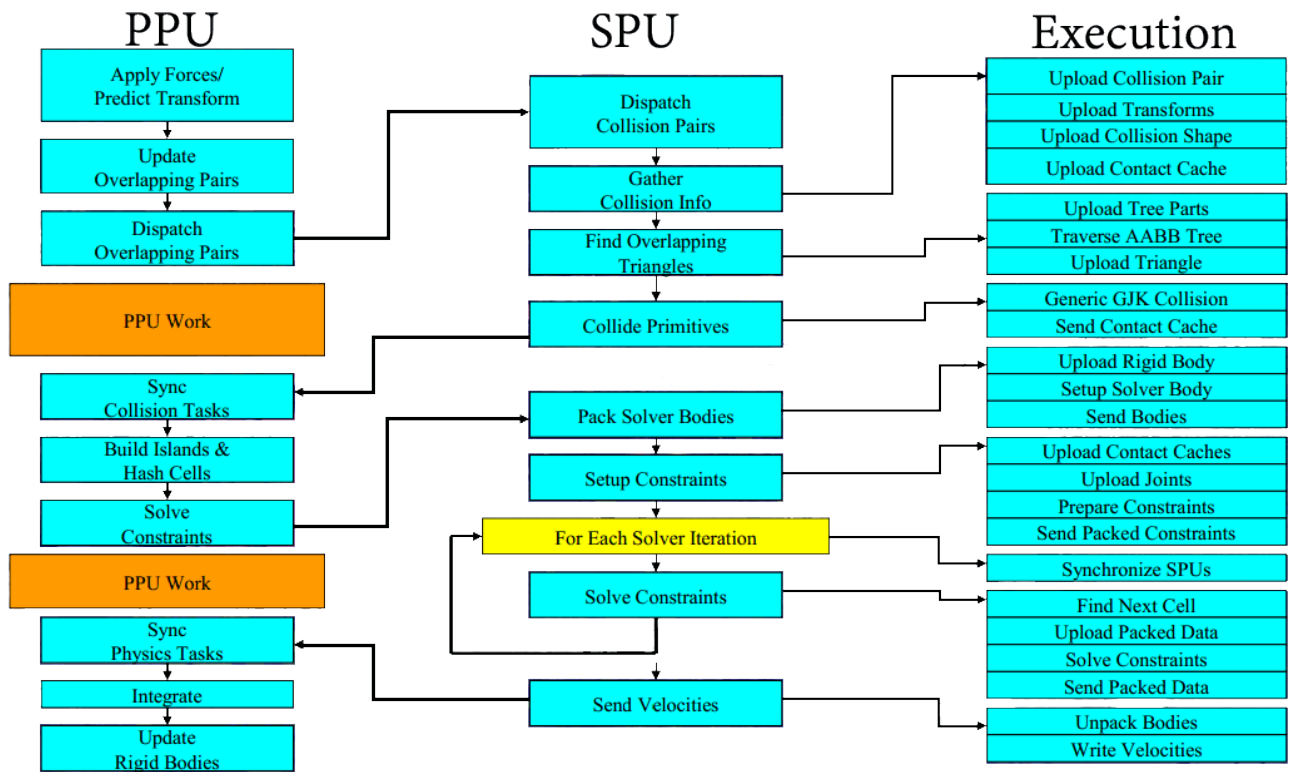 PPU
Apply Forces/
Predict Transform
Update
Overlapping Pairs
Dispatch
Overlapping Pairs
PPU Work
Sync
Collision Tasks
Build Islands &
Hash Cells
Solve
Constraints
PPU Work
Sync
Physics Tasks
Integrate
Update
Rigid Bodies
SPU
Dispatch
Collision Pairs
Gather
Collision Info
Find Overlapping
Triangles
Collide Primitives
Pack Solver Bodies
Setup Constraints
For Each Solver Iteration
Solve Constraints
Send Velocities
Execution
Upload Collision Pair
Upload Transforms
Upload Collision Shape
Upload Contact Cache
Upload Tree Parts
Traverse AABB Tree
Upload Triangle
Generic GJK Collision
Send Contact Cache
Upload Rigid Body
Setup Solver Body
Send Bodies
Upload Contact Caches
Upload Joints
Prepare Constraints
Send Packed Constraints
Synchronize SPUs
Find Next Cell
Upload Packed Data
Solve Constraints
Send Packed Data
Unpack Bodies
Write Velocities